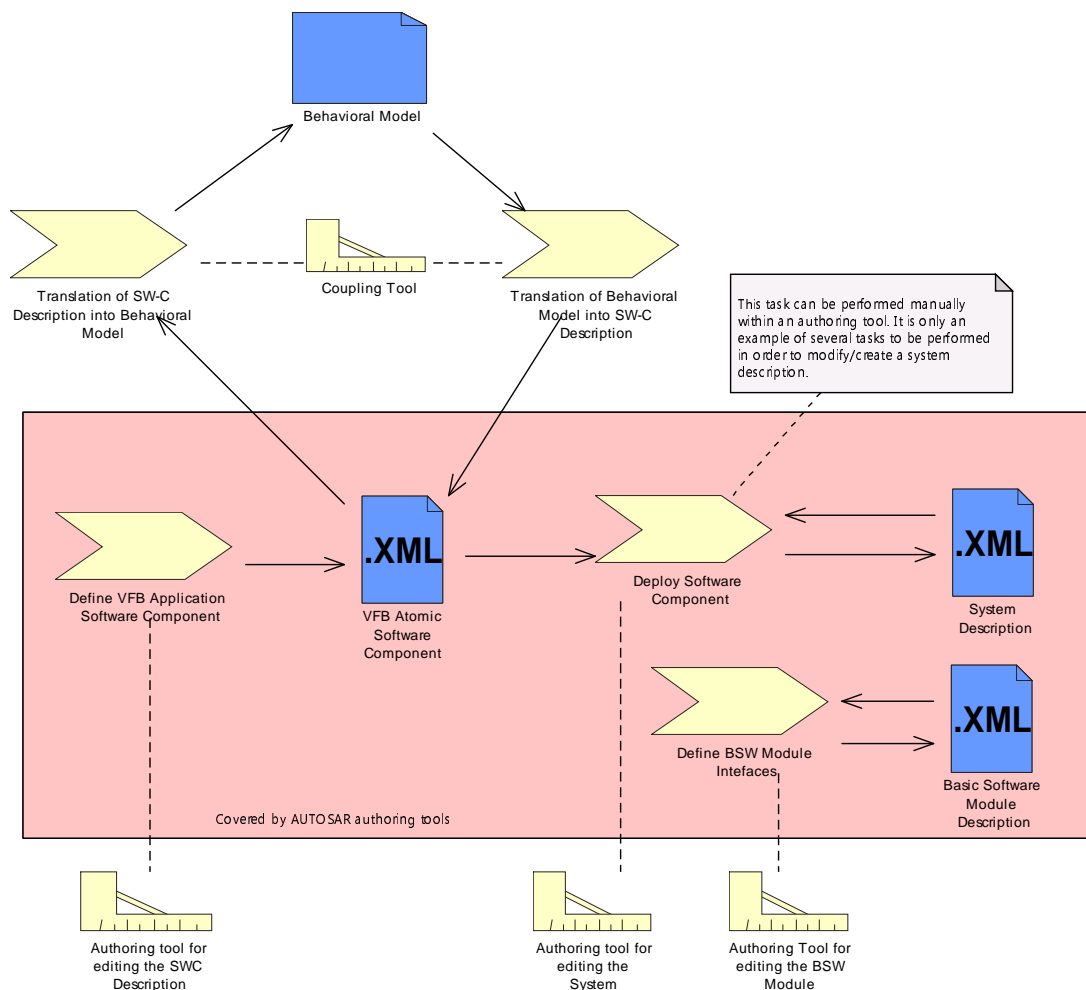 Behavioral Model
Translation of SW-C
Description into Behavioral
Model
Coupling Tool
Translation of Behavioral
Model into SW-C
Description
This task can be performed manually
within an authoring tool. It is only an
example of several tasks to be performed
in order to modify/create a system
description.
Define VFB Application
Software Component
.XML
VFB Atomic
Software
Component
Deploy Software
Component
.XML
System
Description
Define BSW Module
Intefaces
.XML
Basic Software
Module
Description
Covered by AUTOSAR authoring tools
Authoring tool for
editing the SWC
Description
Authoring tool for
editing the
System
Authoring Tool for
editing the BSW
Module